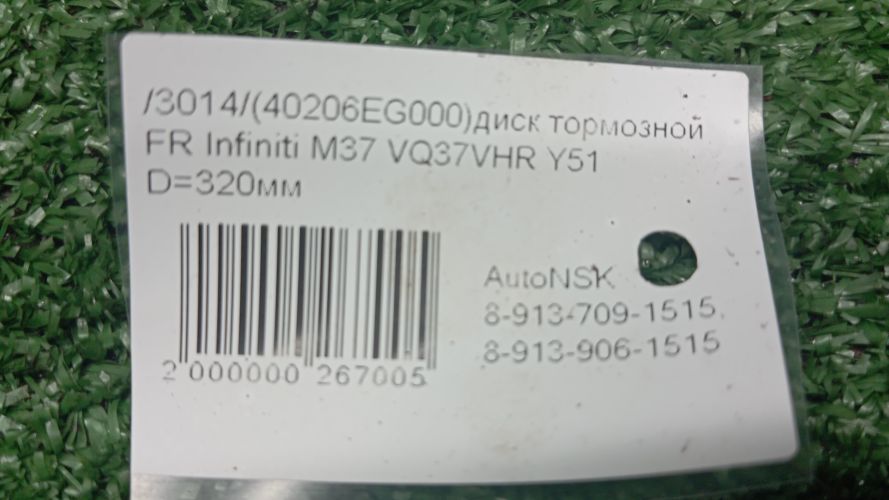 /3014/(40206EG000)диск тормозной
FR Infiniti M37 VQ37VHR Y51
D=320мм
AutoNSK
8-913-709-1515,
8-913-906-1515
2 000000 267005